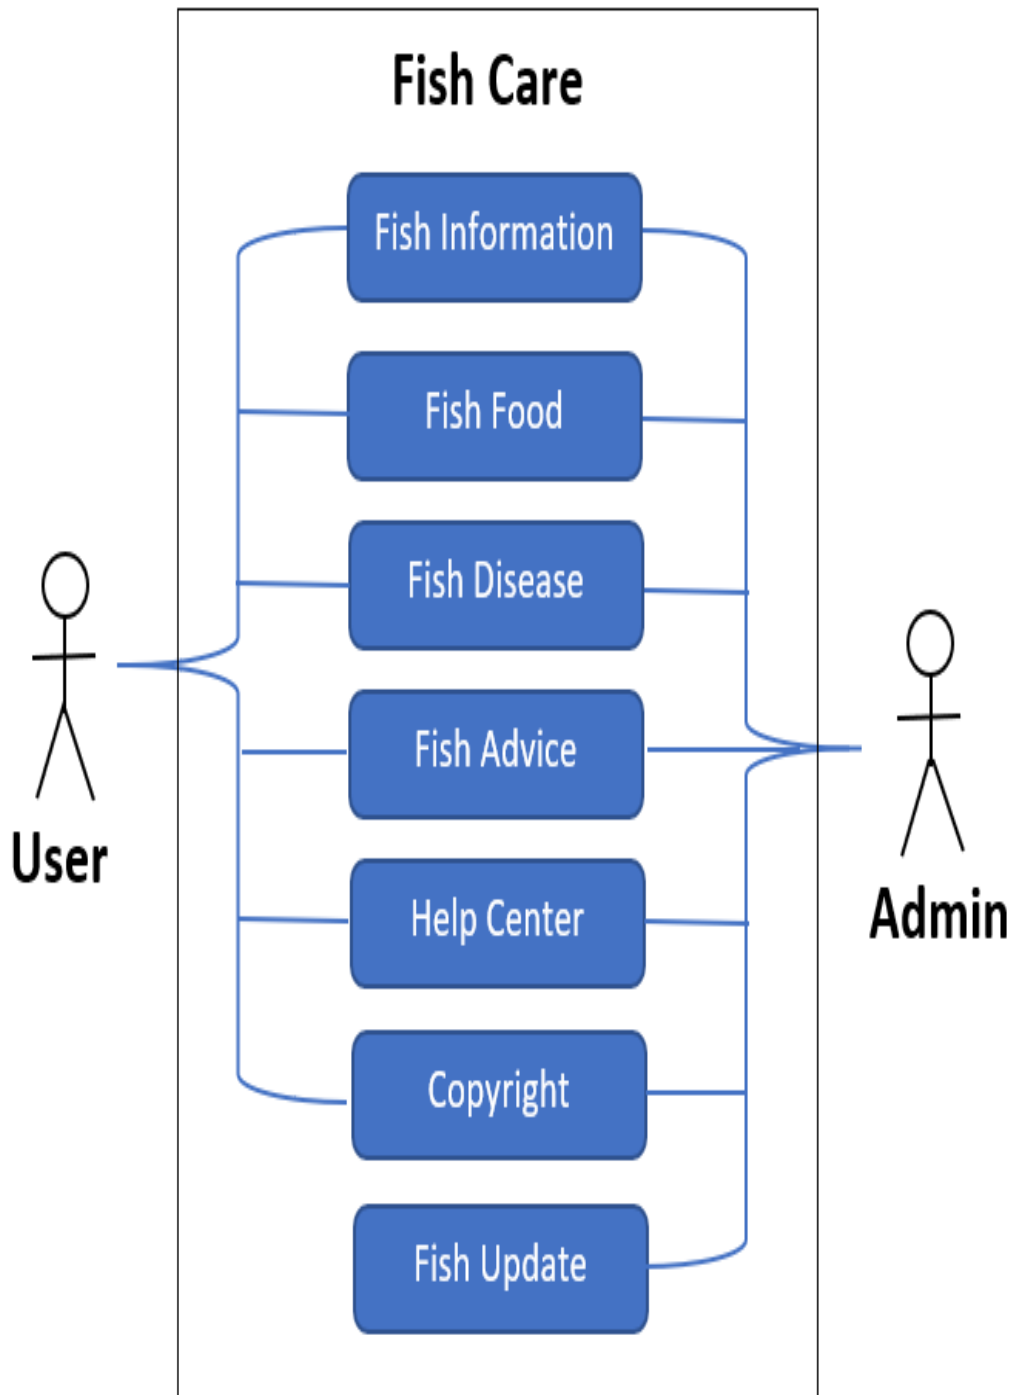 Fish Care
Fish Information
Fish Food
Fish Disease
Fish Advice
User
Help Center
Admin
Copyright
Fish Update